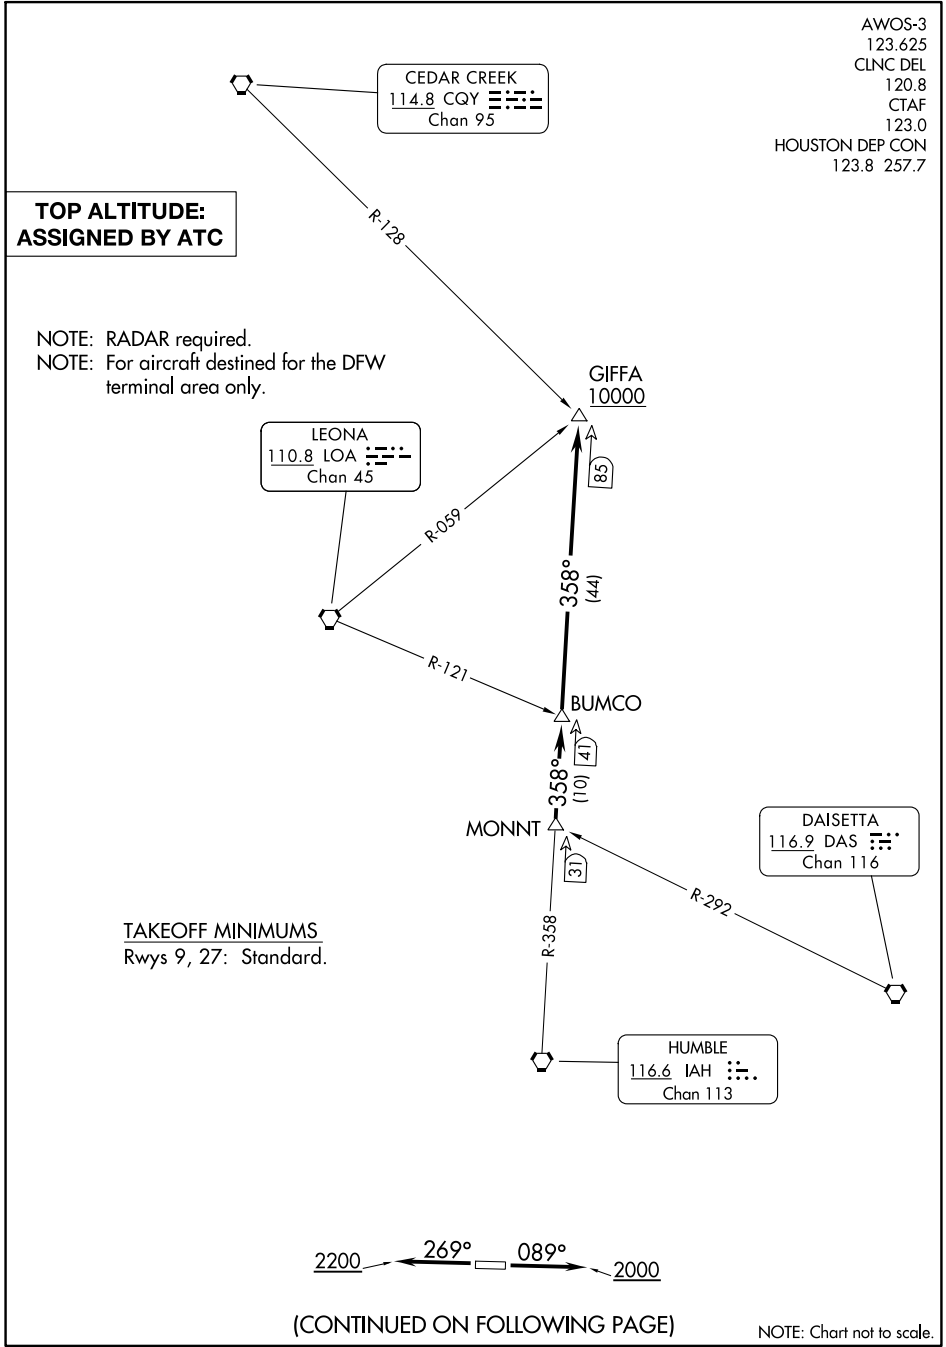 AWOS-3
123.625
CLNC DEL
120.8
CTAF
123.0
HOUSTON DEP CON
123.8 257.7
CEDAR CREEK
114.8 CQY
Chan 95
TOP ALTITUDE:
ASSIGNED BY ATC
R-128
NOTE: RADAR required.
NOTE: For aircraft destined for the DFW
terminal area only.
GIFFA
10000
LEONA
110.8 LOA
Chan 45
85
R-059
358°
(44)
R-121
BUMCO
41
358°
(10)
MONNT
31
DAISETTA
116.9 DAS
Chan 116
R-292
R-358
TAKEOFF MINIMUMS
Rwys 9, 27: Standard.
HUMBLE
116.6 IAH
Chan 113
2200 269° 089° 2000
(CONTINUED ON FOLLOWING PAGE)
NOTE: Chart not to scale.